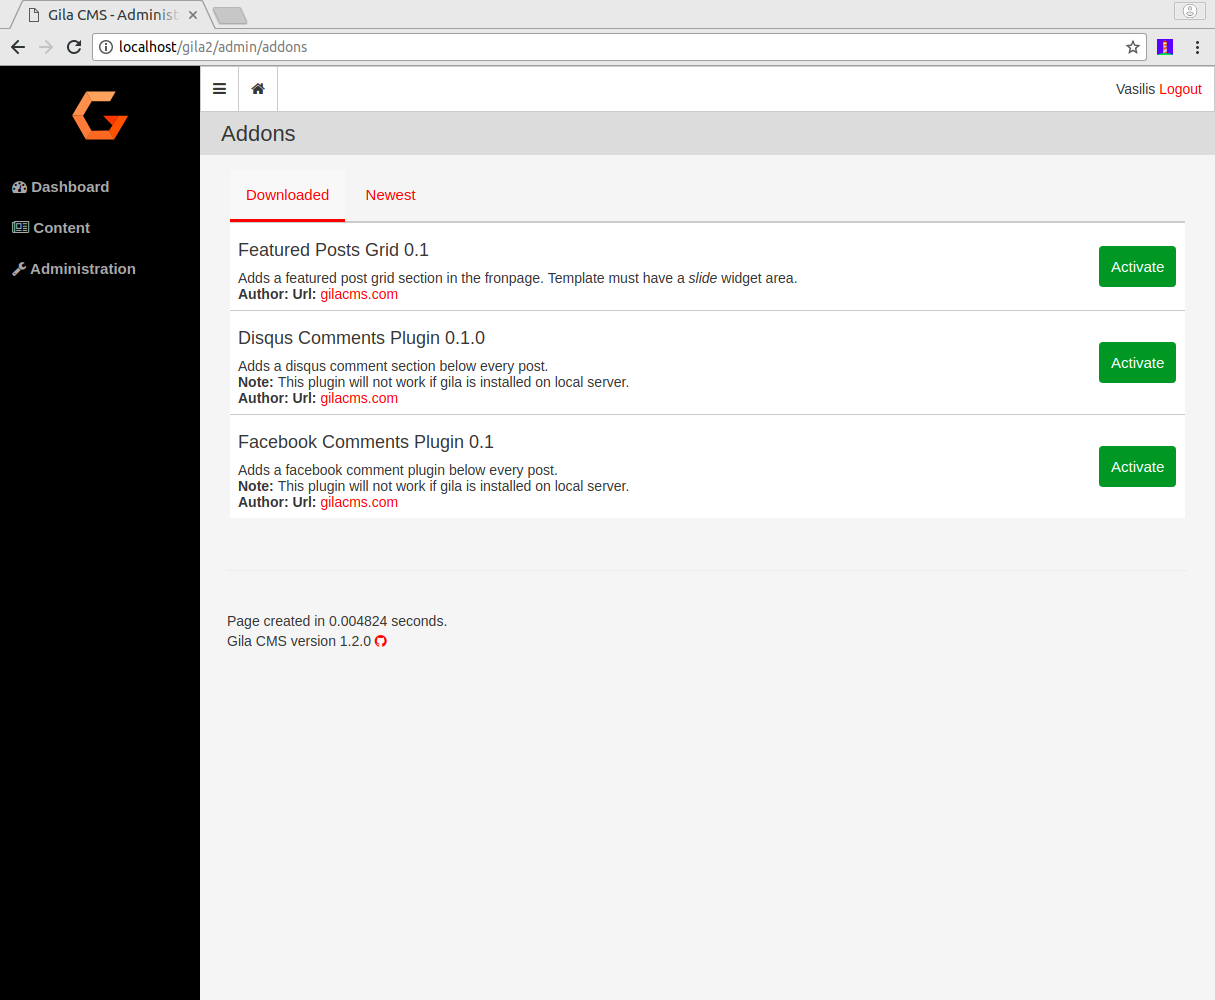 Gila CMS - Administ
localhost/gila2/admin/addons
Vasilis Logout
Addons
Dashboard
Content
Administration
Downloaded Newest
Featured Posts Grid 0.1
Adds a featured post grid section in the fronpage. Template must have a slide widget area.
Author: Url: gilacms.com
Activate
Disqus Comments Plugin 0.1.0
Adds a disqus comment section below every post.
Note: This plugin will not work if gila is installed on local server.
Author: Url: gilacms.com
Activate
Facebook Comments Plugin 0.1
Adds a facebook comment plugin below every post.
Note: This plugin will not work if gila is installed on local server.
Author: Url: gilacms.com
Activate
Page created in 0.004824 seconds.
Gila CMS version 1.2.0